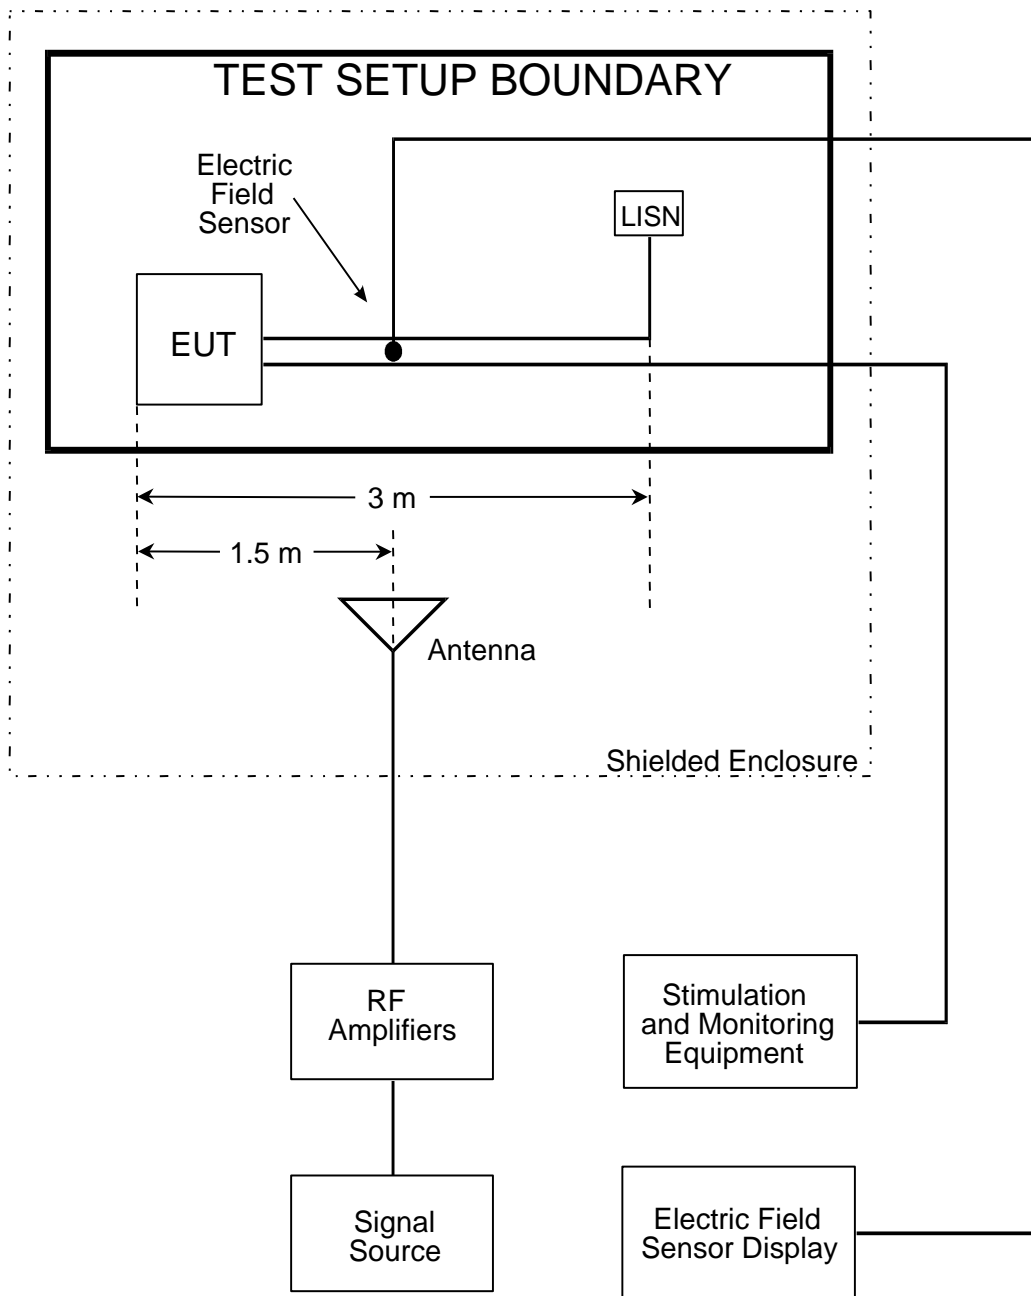 TEST SETUP BOUNDARY
Electric
Field
Sensor
LISN
EUT
3 m
1.5 m
Antenna
Shielded Enclosure
RF
Amplifiers
Stimulation
and Monitoring
Equipment
Signal
Source
Electric Field
Sensor Display